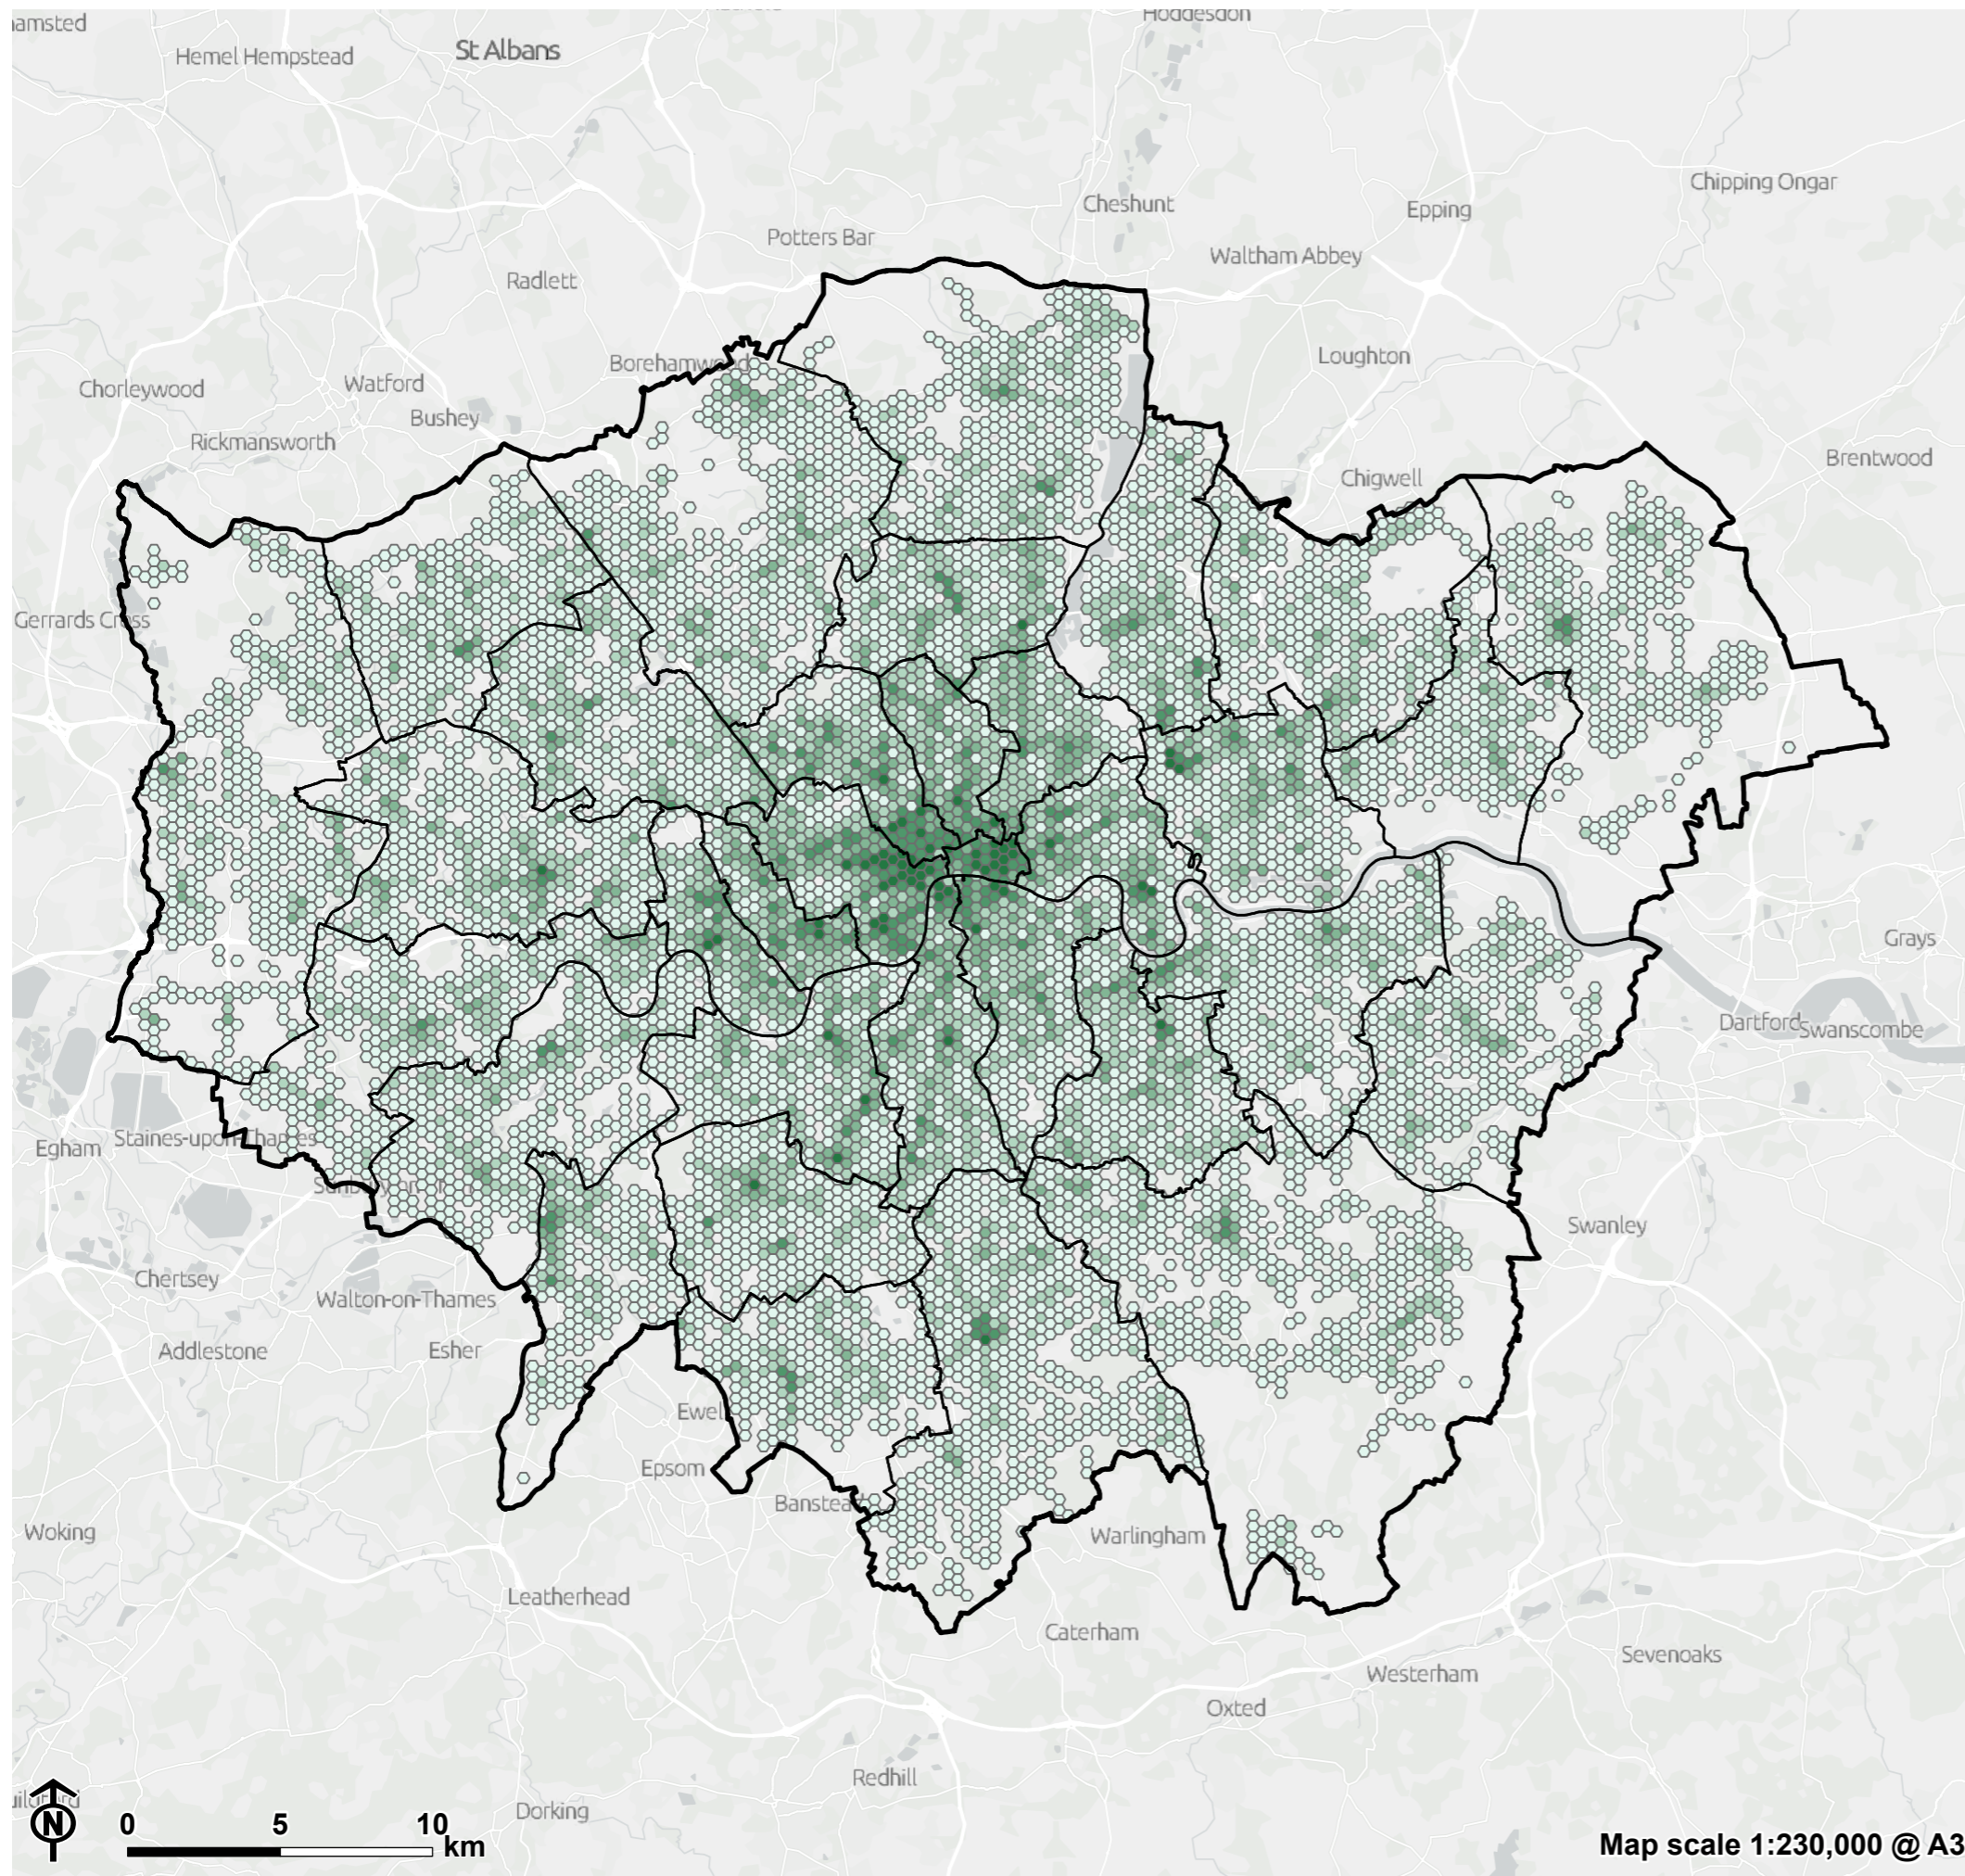 Hoddesdon
Hemel Hempstead
St Albans
Chipping Ongar
Cheshunt
Epping
Potters Bar
Waltham Abbey
Radlett
Loughton
Borehamwood
Watford
Chorleywood
Bushey
Rickmansworth
Brentwood
Chigwell
Gerrards Cross
Grays
Dartford
Swanscombe
Staines-upon-Thames
Egham
Swanley
Chertsey
Walton-on-Thames
Addlestone
Esher
Ewel
Epsom
Banstead
Woking
Warlingham
Leatherhead
Caterham
Sevenoaks
Westerham
Oxted
Redhill
Dorking
N
0 5 10
km
Map scale 1:230,000 @ A3